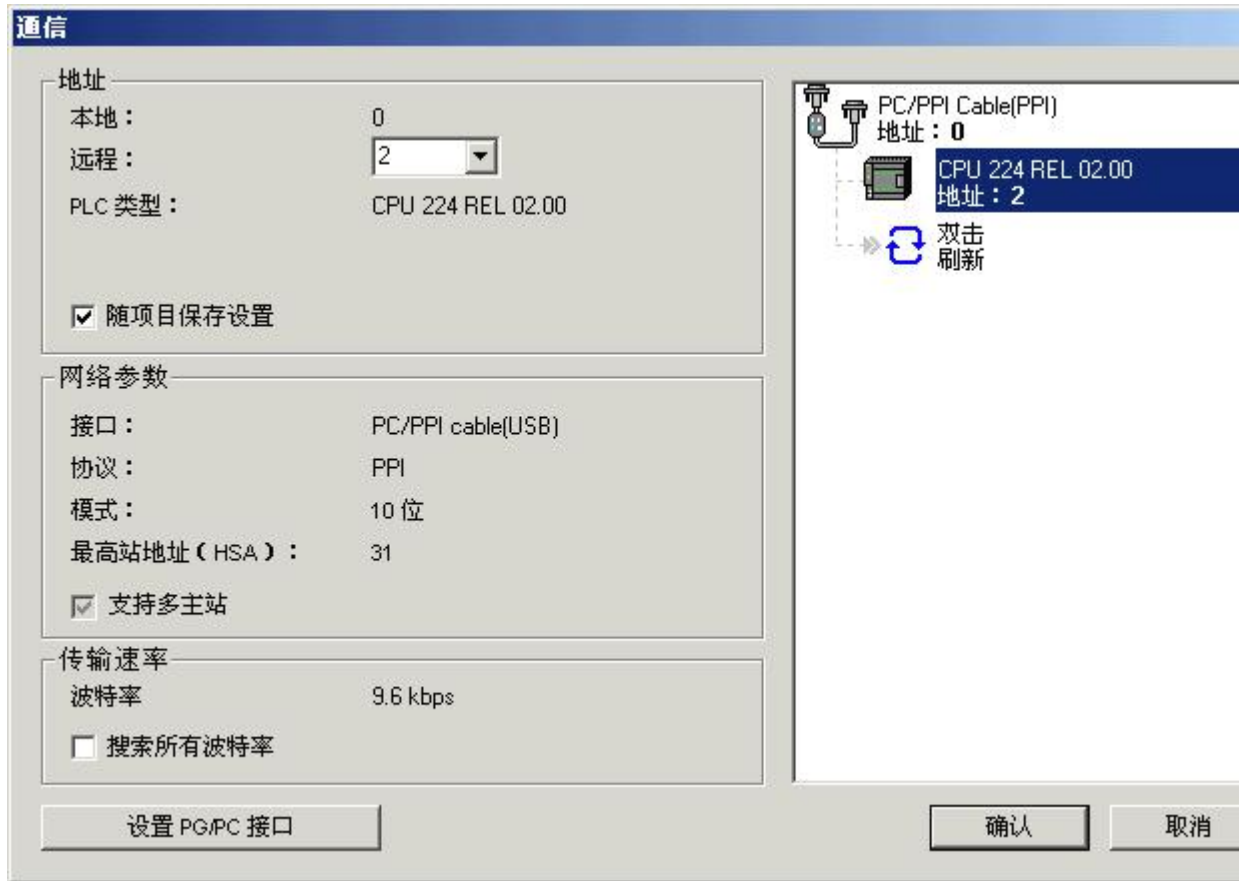 通信
地址
本地： 0
远程： 2
PLC 类型： CPU 224 REL 02.00
随项目保存设置
网络参数
接口： PC/PPI cable(USB)
协议： PPI
模式： 10 位
最高站地址（HSA）： 31
支持多主站
传输速率
波特率 9.6 kbps
搜索所有波特率
设置 PG/PC 接口
PC/PPI Cable(PPI)
地址：0
CPU 224 REL 02.00
地址：2
双击
刷新
确认
取消